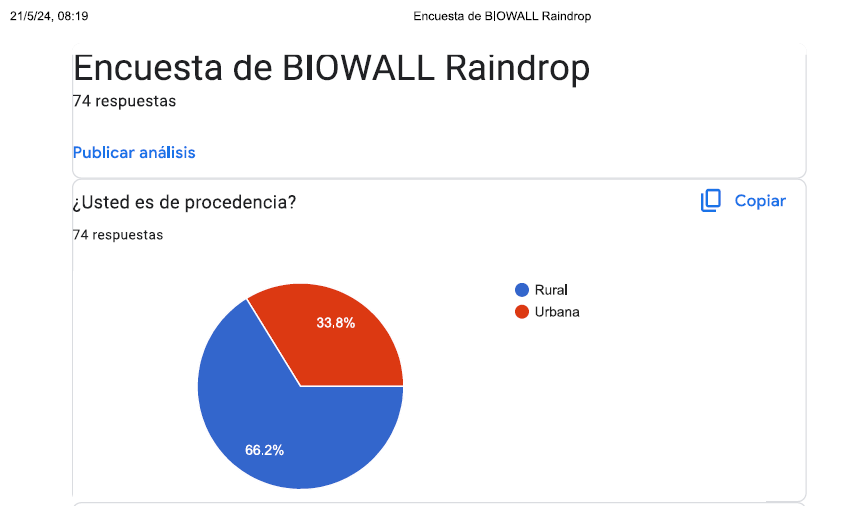 21/5/24, 08:19 Encuesta de BIOWALL Raindrop
Encuesta de BIOWALL Raindrop
74 respuestas
Publicar análisis
¿Usted es de procedencia?
Copiar
74 respuestas
Rural
Urbana
33.8%
66.2%